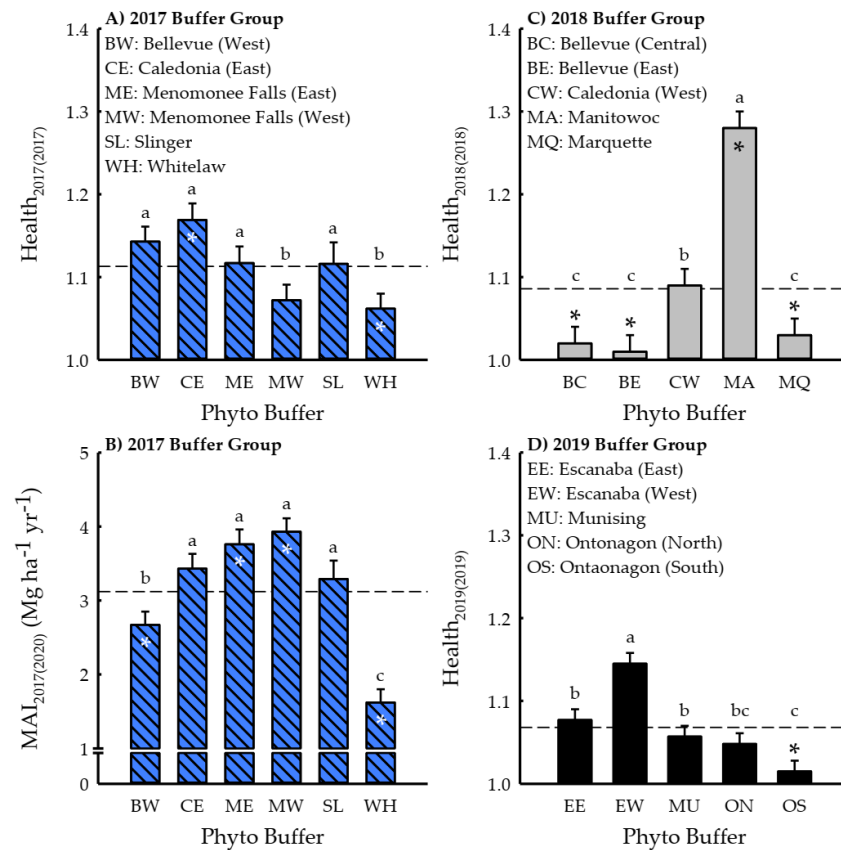 A) 2017 Buffer Group
BW: Bellevue (West)
CE: Caledonia (East)
ME: Menomonee Falls (East)
MW: Menomonee Falls (West)
SL: Slinger
WH: Whitelaw
Health2017(2017)
1.4
1.3
1.2
1.1
1.0
a
a
a
b
a
b
*
*
BW CE ME MW SL WH
Phyto Buffer
C) 2018 Buffer Group
BC: Bellevue (Central)
BE: Bellevue (East)
CW: Caledonia (West)
MA: Manitowoc
MQ: Marquette
Health2018(2018)
1.4
1.3
1.2
1.1
1.0
c
c
b
a
c
*
*
*
*
BC BE CW MA MQ
Phyto Buffer
B) 2017 Buffer Group
MAI2017(2020) (Mg ha-1 yr-1)
5
4
3
2
1
0
b
a
a
a
a
c
*
*
*
*
BW CE ME MW SL WH
Phyto Buffer
D) 2019 Buffer Group
EE: Escanaba (East)
EW: Escanaba (West)
MU: Munising
ON: Ontonagon (North)
OS: Ontaonagon (South)
Health2019(2019)
1.4
1.3
1.2
1.1
1.0
b
a
b
bc
c
*
EE EW MU ON OS
Phyto Buffer